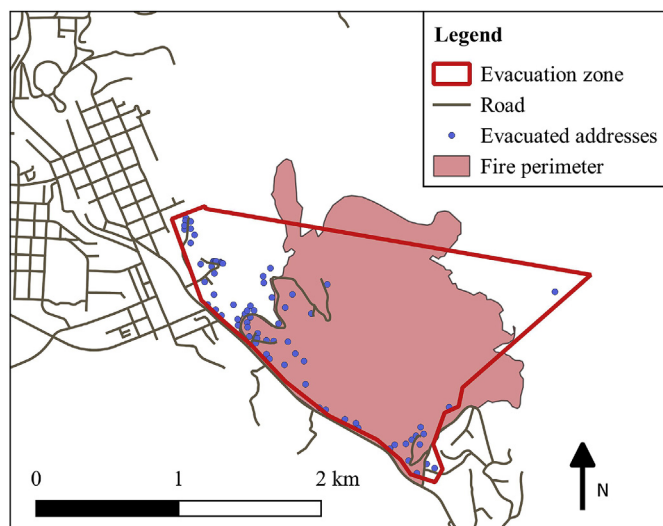 Legend
Evacuation zone
Road
Evacuated addresses
Fire perimeter
0 1 2 km
N